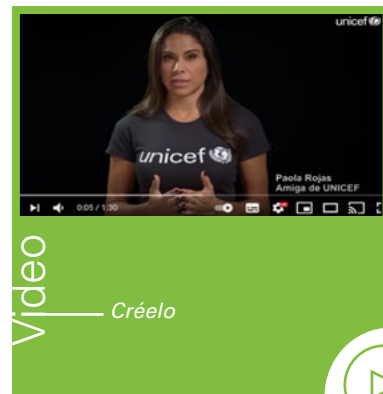 unicef
unicef
Paola Rojas
Amiga de UNICEF
0:05 / 1:30
Video
Créelo